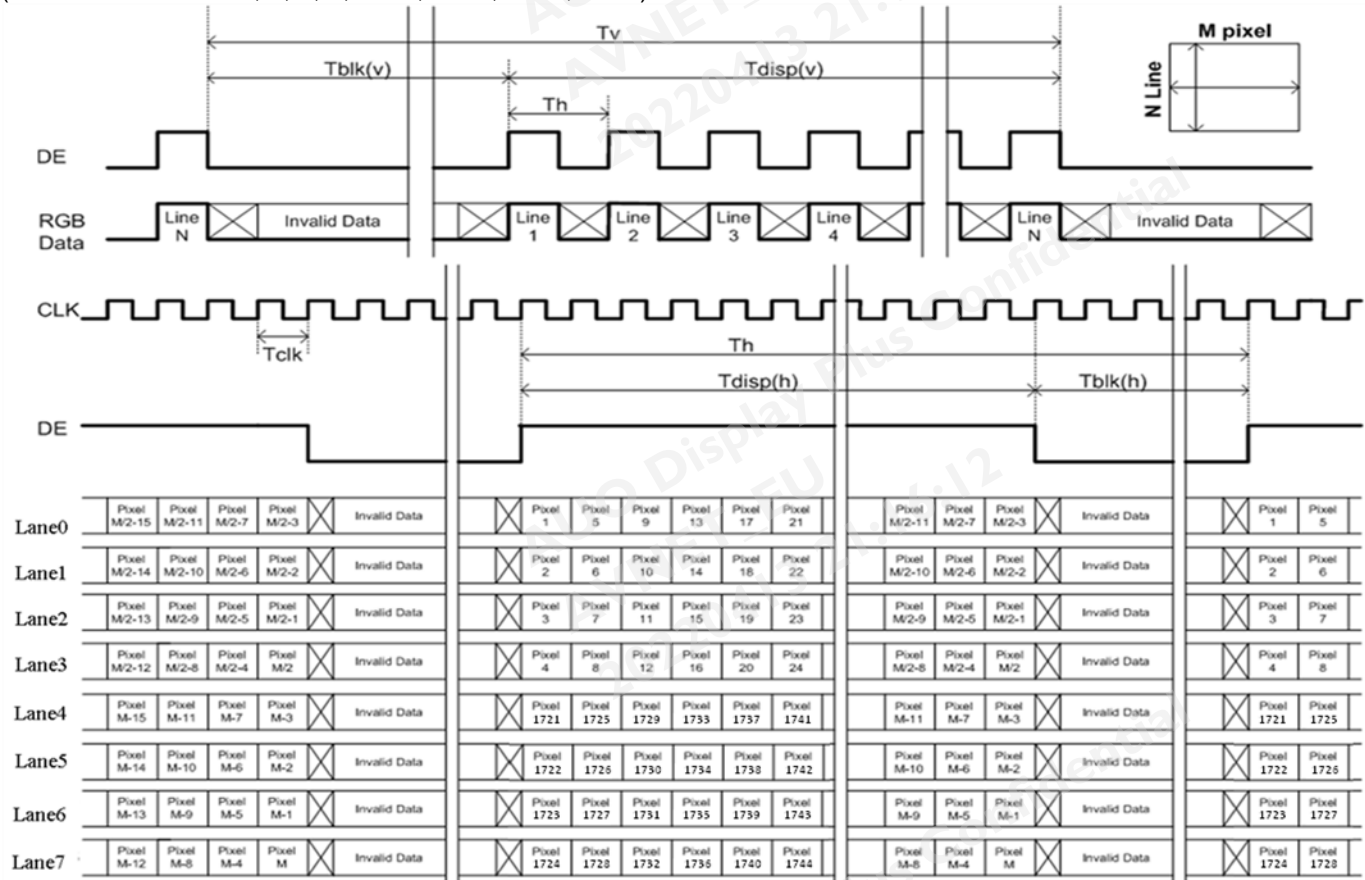 Tv
M pixel
Tblk(v)
Tdisp(v)
N Line
Th
DE
RGB
Data
Line N
Invalid Data
Line 1
Line 2
Line 3
Line 4
Line N
Invalid Data
CLK
Tclk
Th
Tdisp(h)
Tblk(h)
DE
Lane0 Pixel M/2-15 Pixel M/2-11 Pixel M/2-7 Pixel M/2-3 Invalid Data Pixel Pixel 5 Pixel 9 Pixel 13 Pixel 17 Pixel 21 Pixel M/2-11 Pixel M/2-7 Pixel M/2-3 Invalid Data Pixel 1 Pixel 5
Lane1 Pixel M/2-14 Pixel M/2-10 Pixel M/2-6 Pixel M/2-2 Invalid Data Pixel 2 Pixel 6 Pixel 10 Pixel 14 Pixel 18 Pixel 22 Pixel M/2-10 Pixel M/2-6 Pixel M/2-2 Invalid Data Pixel 2 Pixel 6
Lane2 Pixel M/2-13 Pixel M/2-9 Pixel M/2-5 Pixel M/2-1 Invalid Data Pixel 3 Pixel 7 Pixel 11 Pixel 15 Pixel 19 Pixel 23 Pixel M/2-9 Pixel M/2-5 Pixel M/2-1 Invalid Data Pixel 3 Pixel 7
Lane3 Pixel M/2-12 Pixel M/2-8 Pixel M/2-4 Pixel M/2 Invalid Data Pixel 4 Pixel 8 Pixel 12 Pixel 16 Pixel 20 Pixel 24 Pixel M/2-8 Pixel M/2-4 Pixel M/2 Invalid Data Pixel 4 Pixel 8
Lane4 Pixel M-15 Pixel M-11 Pixel M-7 Pixel M-3 Invalid Data Pixel 1721 Pixel 1725 Pixel 1729 Pixel 1733 Pixel 1737 Pixel 1741 Pixel M-11 Pixel M-7 Pixel M-3 Invalid Data Pixel 1721 Pixel 1725
Lane5 Pixel M-14 Pixel M-10 Pixel M-6 Pixel M-2 Invalid Data Pixel 1722 Pixel 1726 Pixel 1730 Pixel 1734 Pixel 1738 Pixel 1742 Pixel M-10 Pixel M-6 Pixel M-2 Invalid Data Pixel 1722 Pixel 1726
Lane6 Pixel M-13 Pixel M-9 Pixel M-5 Pixel M-1 Invalid Data Pixel 1723 Pixel 1727 Pixel 1731 Pixel 1735 Pixel 1739 Pixel 1743 Pixel M-9 Pixel M-5 Pixel M-1 Invalid Data Pixel 1723 Pixel 1727
Lane7 Pixel M-12 Pixel M-8 Pixel M-4 Pixel M Invalid Data Pixel 1724 Pixel 1728 Pixel 1732 Pixel 1736 Pixel 1740 Pixel 1744 Pixel M-8 Pixel M-4 Pixel M Invalid Data Pixel 1724 Pixel 1728
AUO Display Plus Confidential
AVNET_EU